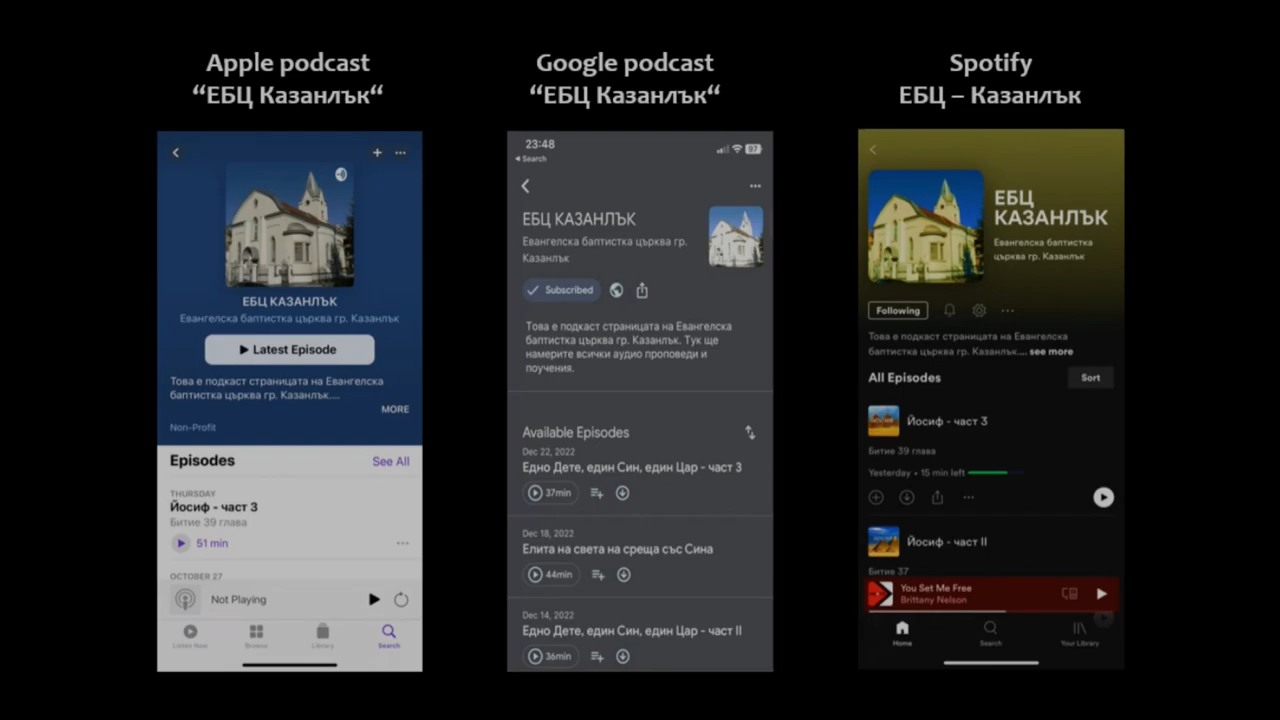 Apple podcast
“ЕБЦ Казанлък“
ЕБЦ КАЗАНЛЪК
Евангелска баптистка църква гр. Казанлък
Latest Episode
Това е подкаст страницата на Евангелска
баптистка църква гр. Казанлък....
MORE
Non-Profit
Episodes
See All
THURSDAY
Йосиф - част 3
Битие 39 глава
51 min
OCTOBER 27
Not Playing
Listen Now
Browse
Library
Search
Google podcast
“ЕБЦ Казанлък“
23:48
97
Search
ЕБЦ КАЗАНЛЪК
Евангелска баптистка църква гр.
Казанлък
Subscribed
Това е подкаст страницата на Евангелска
баптистка църква гр. Казанлък. Тук ще
намерите всички аудио проповеди и
поучения.
Available Episodes
Dec 22, 2022
Едно Дете, един Син, един Цар - част 3
37min
Dec 18, 2022
Елита на света на среща със Сина
44min
Dec 14, 2022
Едно Дете, един Син, един Цар - част II
36min
Spotify
ЕБЦ – Казанлък
ЕБЦ
КАЗАНЛЪК
Евангелска баптистка
църква гр. Казанлък
Following
Това е подкаст страницата на Евангелска
баптистка църква гр. Казанлък.... see more
All Episodes
Sort
Йосиф - част 3
Битие 39 глава
Yesterday • 15 min left
Йосиф - част II
Битие 37
You Set Me Free
Brittany Nelson
Home
Search
Your Library